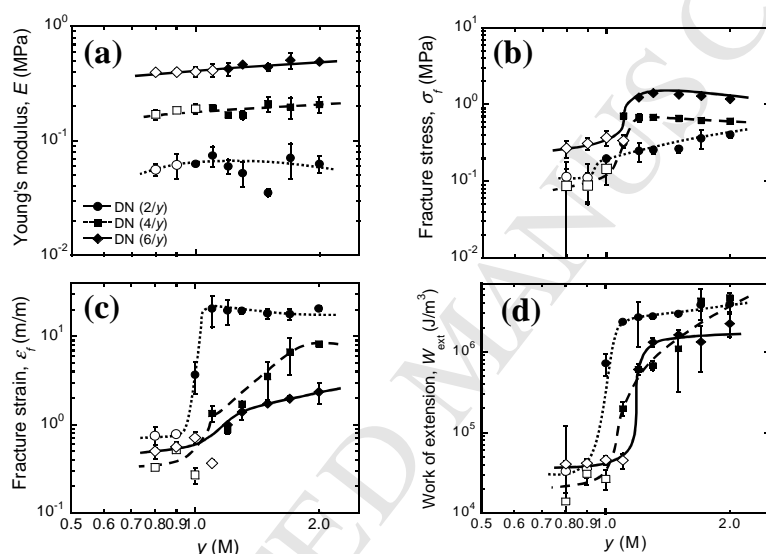 (a)
Young's modulus, E (MPa)
10^0
10^-1
10^-2
DN (2/y)
DN (4/y)
DN (6/y)
(b)
Fracture stress, σ_f (MPa)
10^1
10^0
10^-1
10^-2
(c)
Fracture strain, ε_f (m/m)
10^1
10^0
10^-1
0.5 0.6 0.7 0.8 0.9 1.0 2.0
y (M)
(d)
Work of extension, W_ext (J/m^3)
10^6
10^5
10^4
0.5 0.6 0.7 0.8 0.9 1.0 2.0
y (M)
TED MANUSC